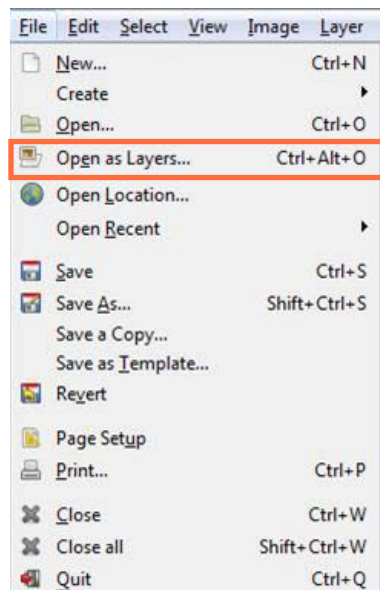 File Edit Select View Image Layer
New... Ctrl+N
Create
Open... Ctrl+O
Open as Layers... Ctrl+Alt+O
Open Location...
Open Recent
Save Ctrl+S
Save As... Shift+Ctrl+S
Save a Copy...
Save as Template...
Revert
Page Setup
Print... Ctrl+P
Close Ctrl+W
Close all Shift+Ctrl+W
Quit Ctrl+Q